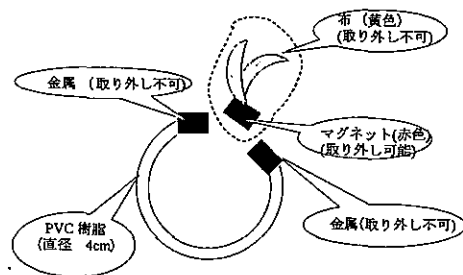 布（黄色）
(取り外し不可)
金属　（取り外し不可）
マグネット(赤色)
(取り外し可能)
PVC 樹脂
(直径　4cm)
金属(取り外し不可)